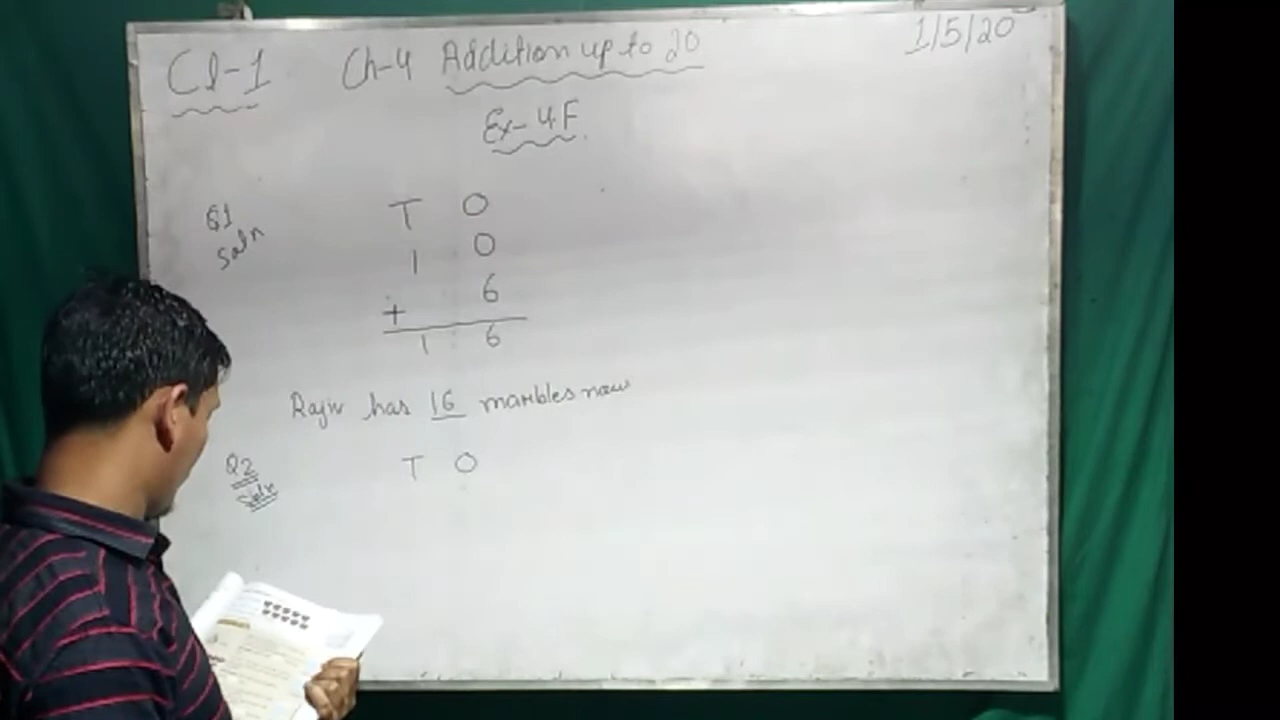 Cl-1 Ch-4 Addition up to 20 1/5/20
Ex-4F.
Q1
Soln
T O
1 0
+ 6
1 6
Rajiv has 16 marbles now
Q2
Soln
T O